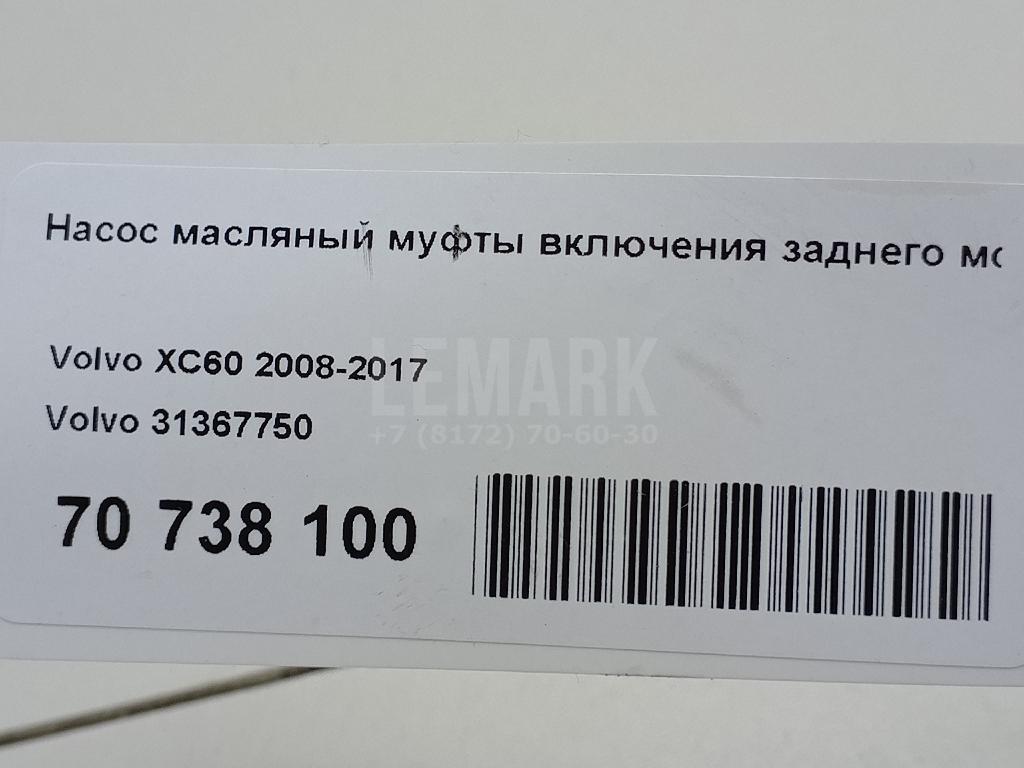 Насос масляный муфты включения заднего мо
Volvo XC60 2008-2017
LEMARK
Volvo 31367750
+7 (8172) 70-60-30
70 738 100